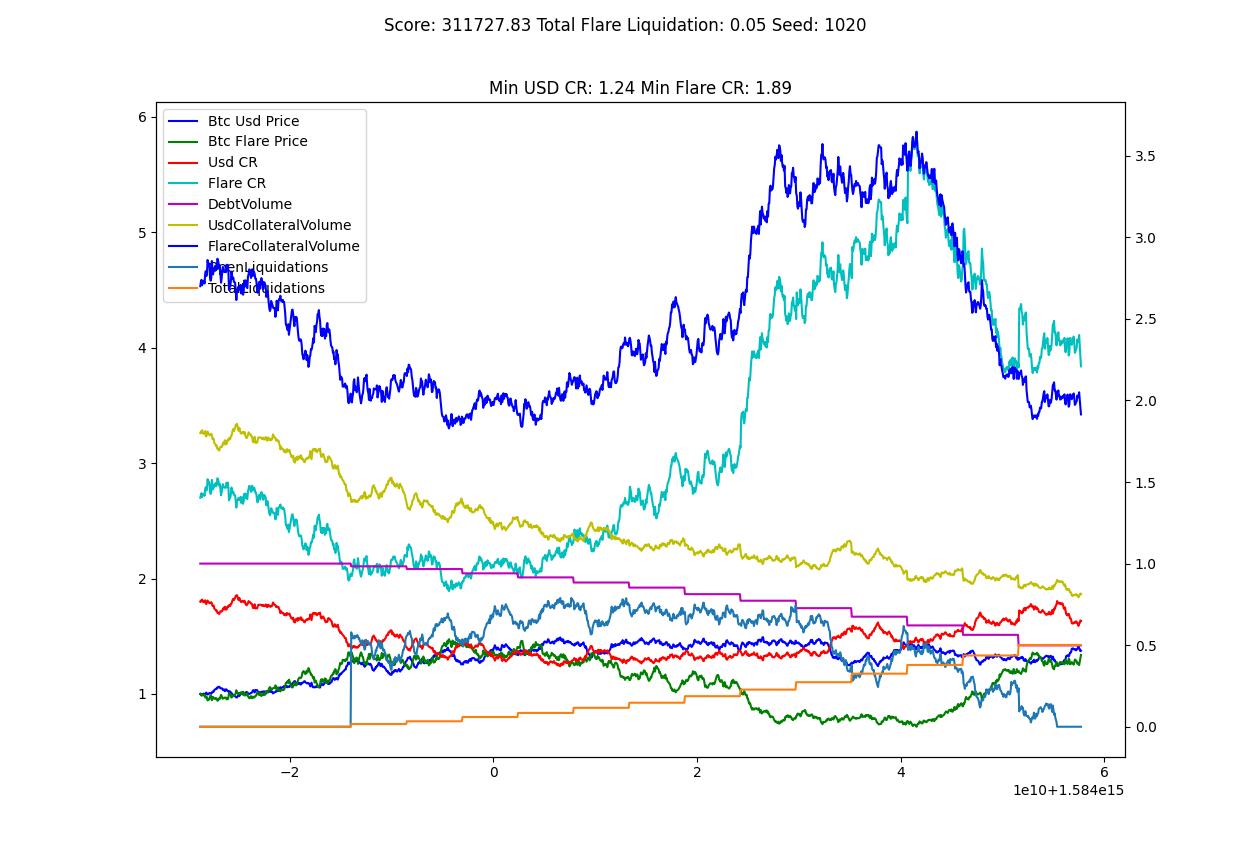 Score: 311727.83 Total Flare Liquidation: 0.05 Seed: 1020
Min USD CR: 1.24 Min Flare CR: 1.89
Btc Usd Price
Btc Flare Price
Usd CR
Flare CR
DebtVolume
UsdCollateralVolume
FlareCollateralVolume
OpenLiquidations
TotalLiquidations
6
5
4
3
2
1
3.5
3.0
2.5
2.0
1.5
1.0
0.5
0.0
−2
0
2
4
6
1e10+1.584e15